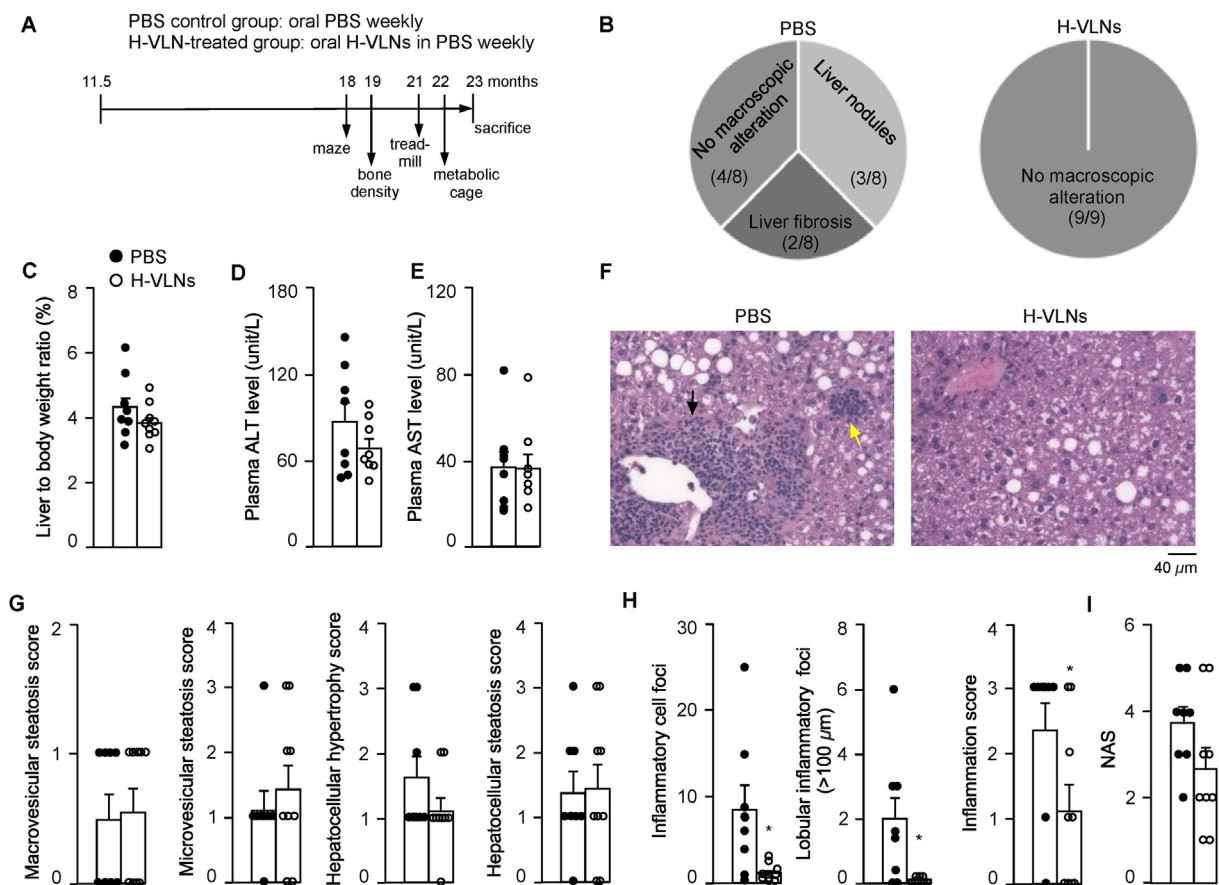 A
PBS control group: oral PBS weekly
H-VLN-treated group: oral H-VLNs in PBS weekly
11.5
18
19
21
22
23 months
sacrifice
maze
bone
density
tread-
mill
metabolic
cage
B
PBS
No macroscopic
alteration
(4/8)
Liver nodules
(3/8)
Liver fibrosis
(2/8)
H-VLNs
No macroscopic
alteration
(9/9)
PBS
H-VLNs
C
Liver to body weight ratio (%)
8
6
4
2
0
D
Plasma ALT level (unit/L)
180
120
60
0
E
Plasma AST level (unit/L)
120
80
40
0
F
PBS
H-VLNs
40 µm
G
Macrovesicular steatosis score
2
1
0
Microvesicular steatosis score
4
3
2
1
0
Hepatocellular hypertrophy score
4
3
2
1
0
Hepatocellular steatosis score
4
3
2
1
0
H
Inflammatory cell foci
30
20
10
0
*
Lobular inflammatory foci
(>100 µm)
8
6
4
2
0
*
Inflammation score
4
3
2
1
0
*
I
NAS
6
4
2
0